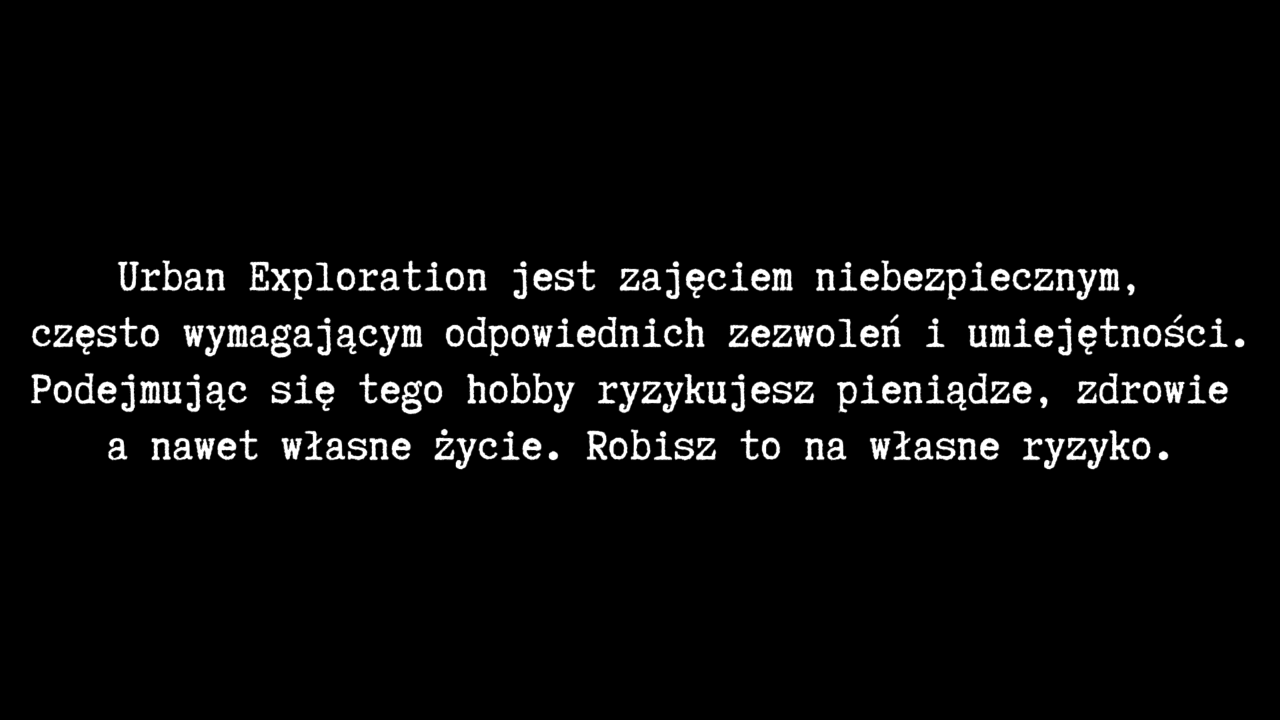 Urban Exploration jest zajęciem niebezpiecznym,
często wymagającym odpowiednich zezwoleń i umiejętności.
Podejmując się tego hobby ryzykujesz pieniądze, zdrowie
a nawet własne życie. Robisz to na własne ryzyko.